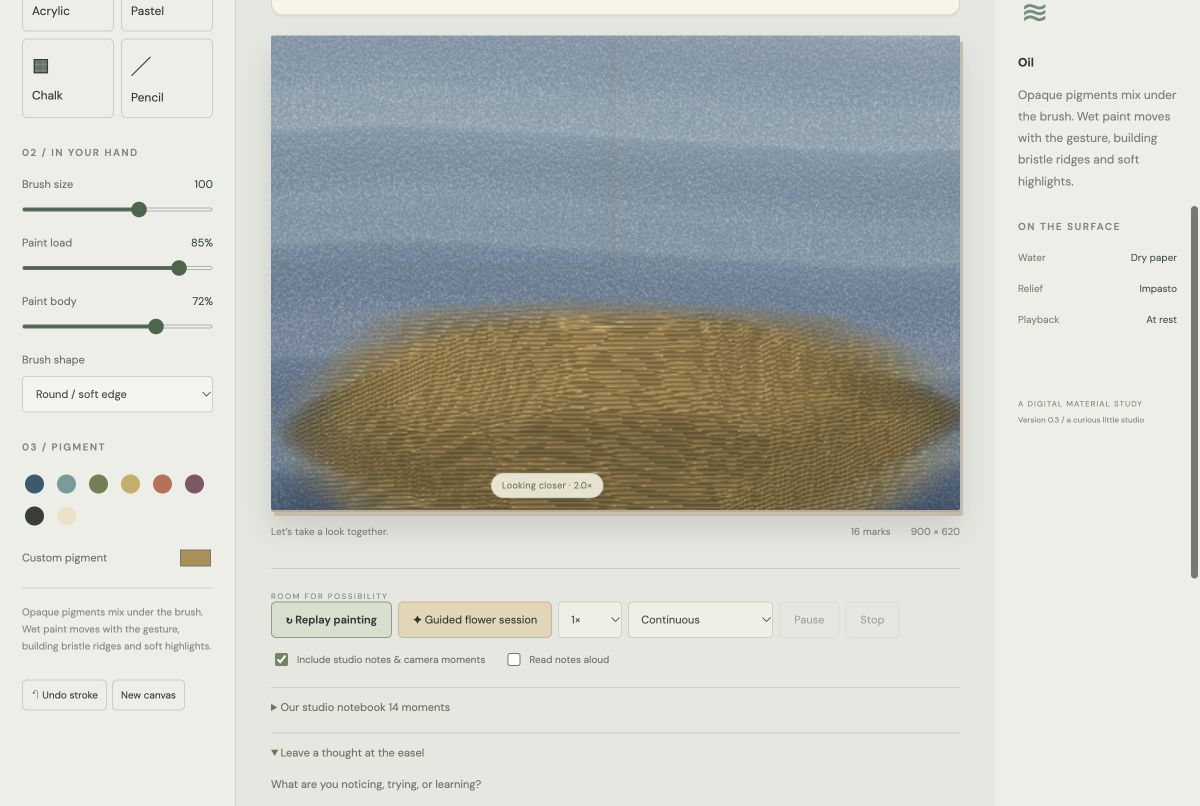 Acrylic
Pastel
Chalk
Pencil
02 / IN YOUR HAND
Brush size 100
Paint load 85%
Paint body 72%
Brush shape
Round / soft edge
03 / PIGMENT
Custom pigment
Opaque pigments mix under the brush.
Wet paint moves with the gesture,
building bristle ridges and soft highlights.
Undo stroke
New canvas
Looking closer · 2.0×
Let's take a look together.
16 marks 900 × 620
ROOM FOR POSSIBILITY
↻ Replay painting
✦ Guided flower session
1×
Continuous
Pause
Stop
Include studio notes & camera moments
Read notes aloud
Our studio notebook 14 moments
Leave a thought at the easel
What are you noticing, trying, or learning?
Oil
Opaque pigments mix under
the brush. Wet paint moves
with the gesture, building
bristle ridges and soft
highlights.
ON THE SURFACE
Water Dry paper
Relief Impasto
Playback At rest
A DIGITAL MATERIAL STUDY
Version 0.3 / a curious little studio